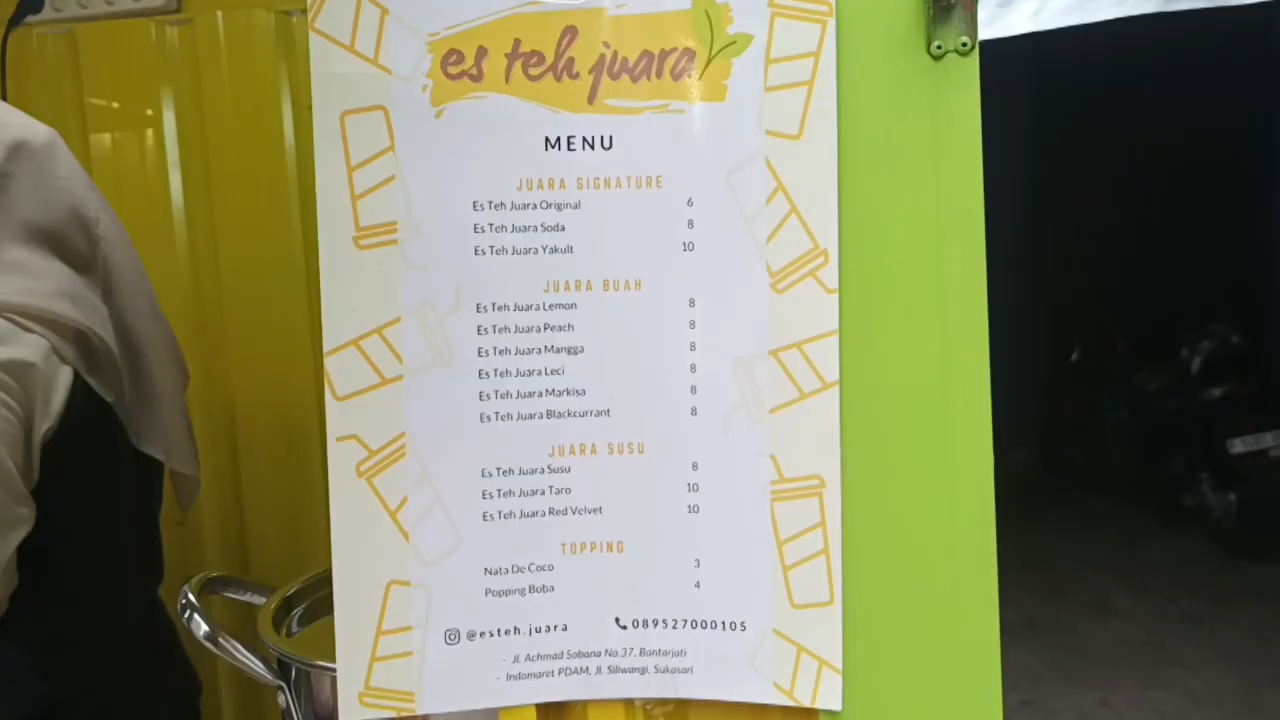 es teh juara
MENU
JUARA SIGNATURE
Es Teh Juara Original 6
Es Teh Juara Soda 8
Es Teh Juara Yakult 10
JUARA BUAH
Es Teh Juara Lemon 8
Es Teh Juara Peach 8
Es Teh Juara Mangga 8
Es Teh Juara Leci 8
Es Teh Juara Markisa 8
Es Teh Juara Blackcurrant 8
JUARA SUSU
Es Teh Juara Susu 8
Es Teh Juara Taro 10
Es Teh Juara Red Velvet 10
TOPPING
Nata De Coco 3
Popping Boba 4
@esteh.juara 089527000105
- Jl. Achmad Sobana No.37, Bantarjati
- Indomaret PDAM, Jl. Siliwangi, Sukasari